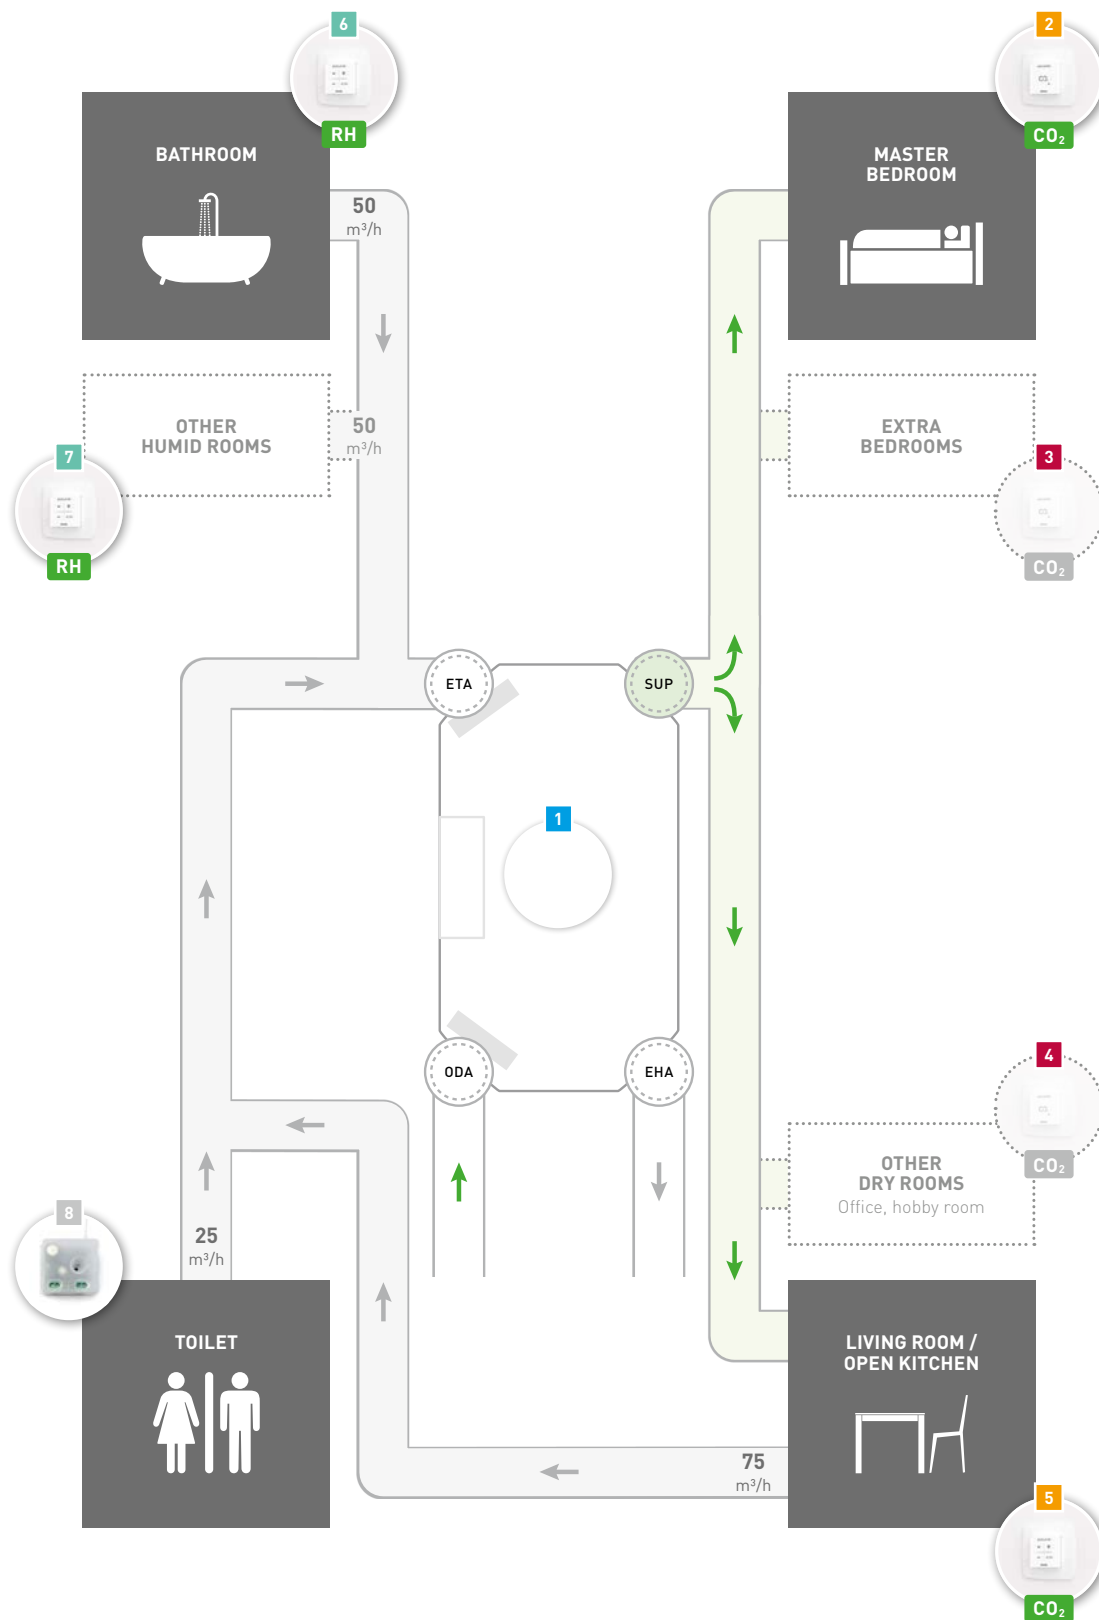 6
2
RH
CO₂
BATHROOM
MASTER
BEDROOM
50
m³/h
OTHER
HUMID ROOMS
50
m³/h
EXTRA
BEDROOMS
7
3
RH
CO₂
ETA
SUP
1
ODA
EHA
4
CO₂
OTHER
DRY ROOMS
Office, hobby room
8
25
m³/h
TOILET
LIVING ROOM /
OPEN KITCHEN
75
m³/h
5
CO₂